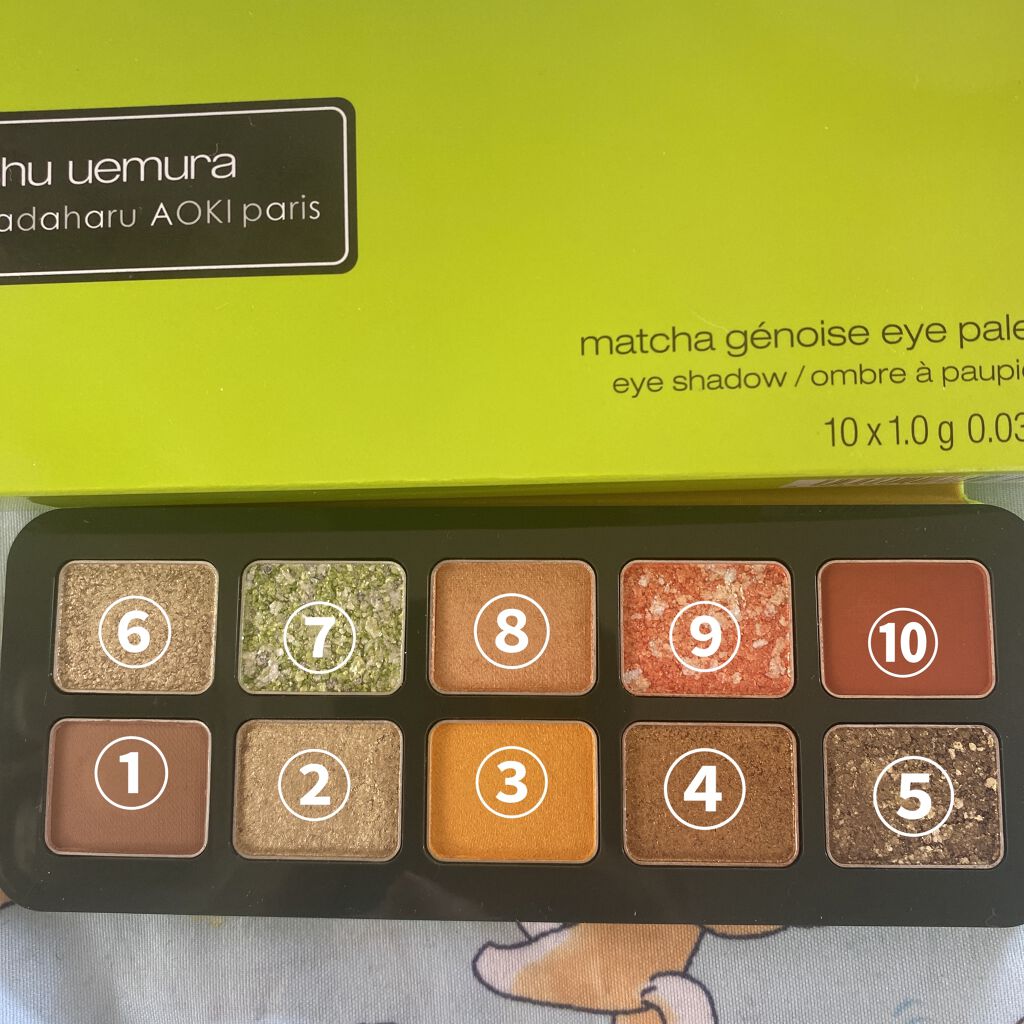 hu uemura
adaharu AOKI paris
matcha génoise eye pale
eye shadow / ombre à paupi
10 x 1.0 g 0.03
6 7 8 9 10
1 2 3 4 5